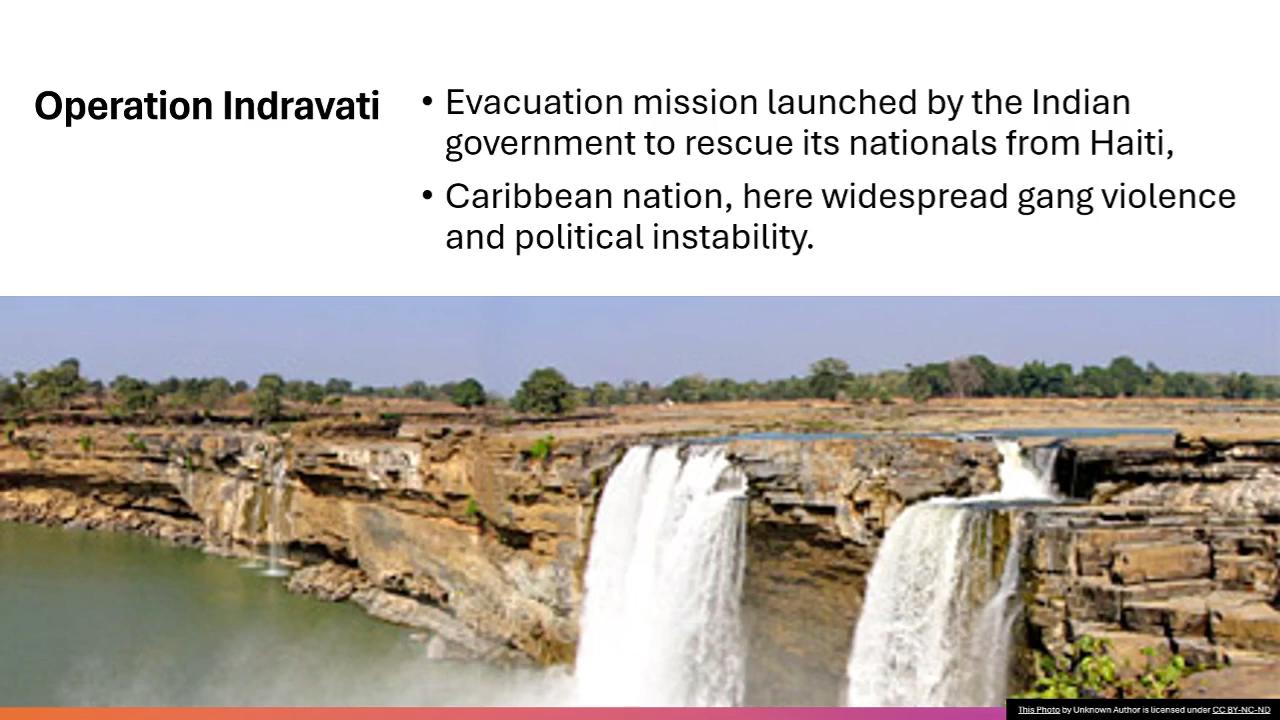 Operation Indravati
• Evacuation mission launched by the Indian
government to rescue its nationals from Haiti,
• Caribbean nation, here widespread gang violence
and political instability.
This Photo by Unknown Author is licensed under CC BY-NC-ND